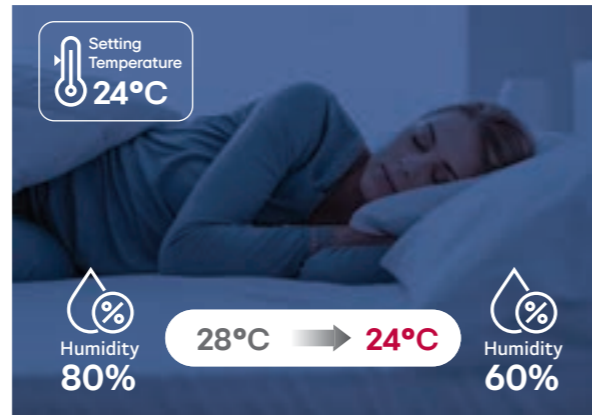 Setting
Temperature
24°C
Humidity
80%
28°C 24°C
Humidity
60%